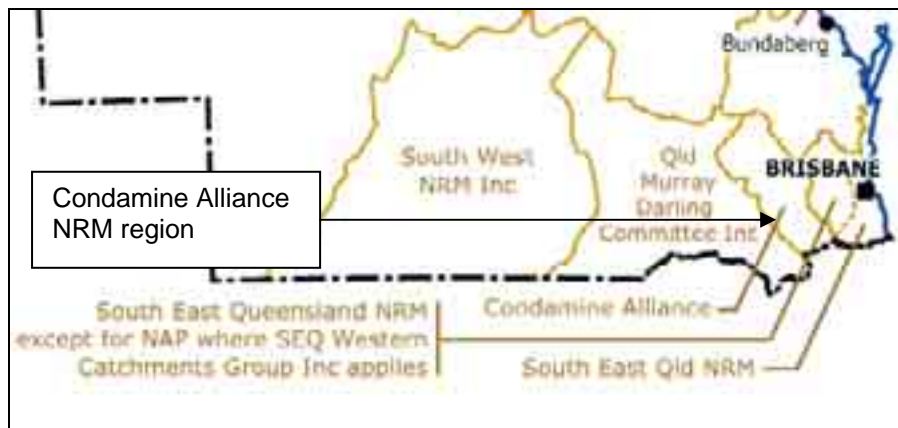 Bundaberg
South West
NRM Inc
Qld
Murray
Darling
Committee Inc
BRISBANE
Condamine Alliance
NRM region
South East Queensland NRM
except for NAP where SEQ Western
Catchments Group Inc applies
Condamine Alliance
South East Qld NRM